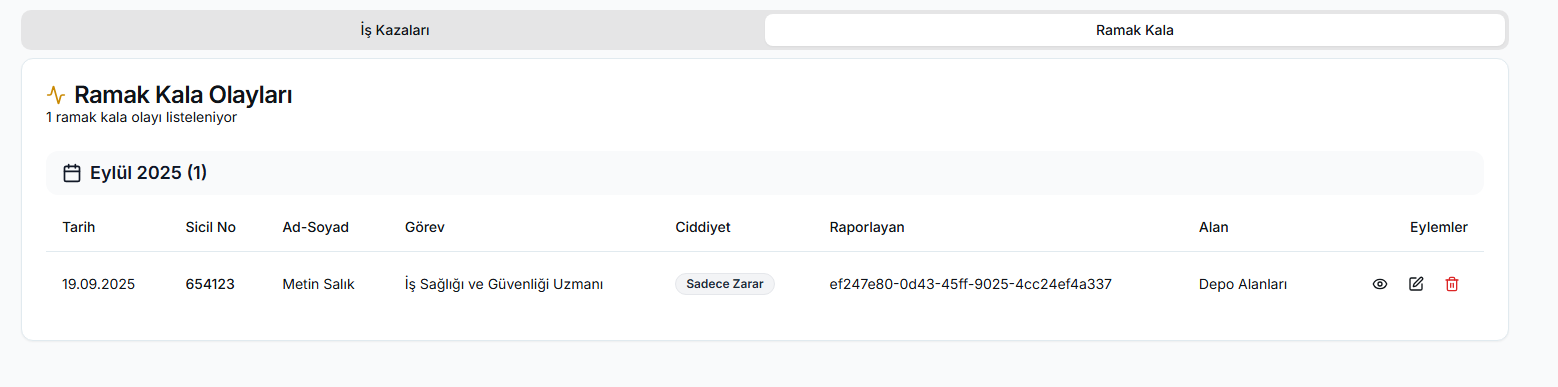 İş Kazaları Ramak Kala
Ramak Kala Olayları
1 ramak kala olayı listeleniyor
Eylül 2025 (1)
Tarih Sicil No Ad-Soyad Görev Ciddiyet Raporlayan Alan Eylemler
19.09.2025 654123 Metin Salık İş Sağlığı ve Güvenliği Uzmanı Sadece Zarar ef247e80-0d43-45ff-9025-4cc24ef4a337 Depo Alanları